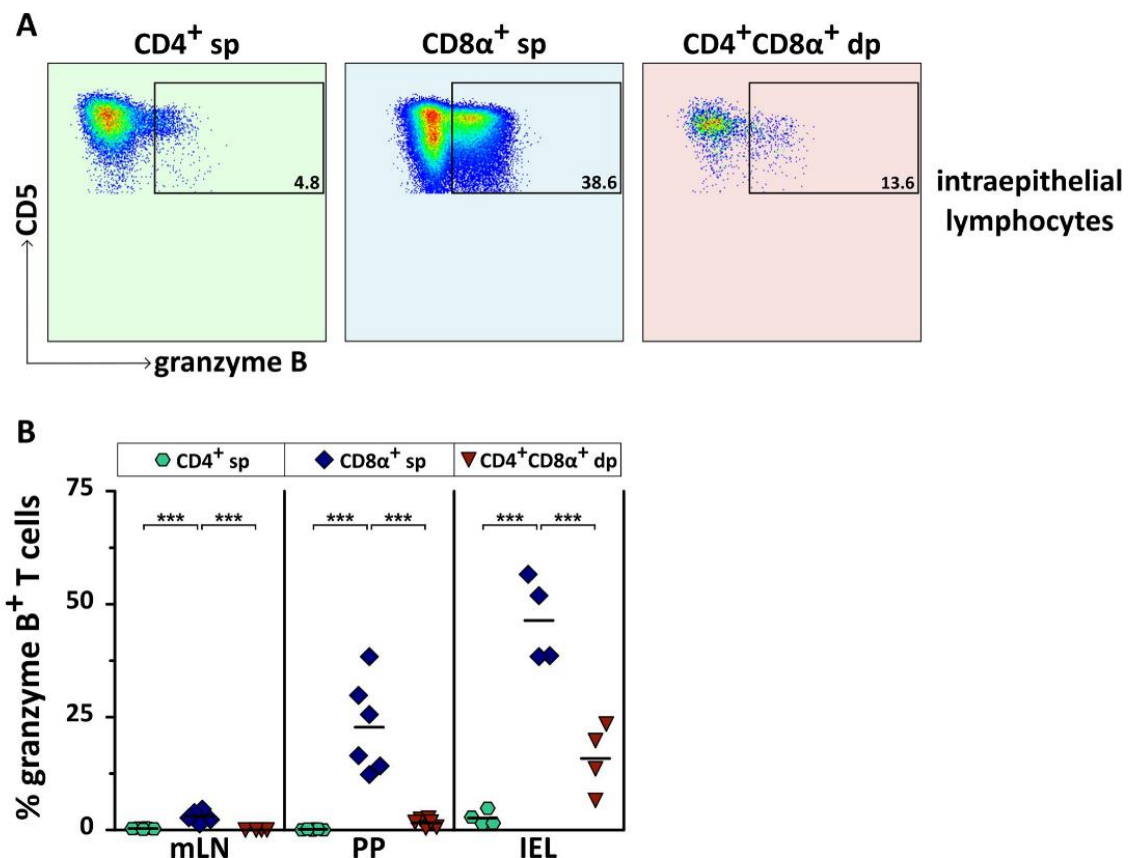 A
CD4⁺ sp
CD8α⁺ sp
CD4⁺CD8α⁺ dp
4.8
38.6
13.6
CD5
granzyme B
intraepithelial
lymphocytes
B
CD4⁺ sp
CD8α⁺ sp
CD4⁺CD8α⁺ dp
% granzyme B⁺ T cells
75
50
25
0
*** *** *** *** *** ***
mLN PP IEL